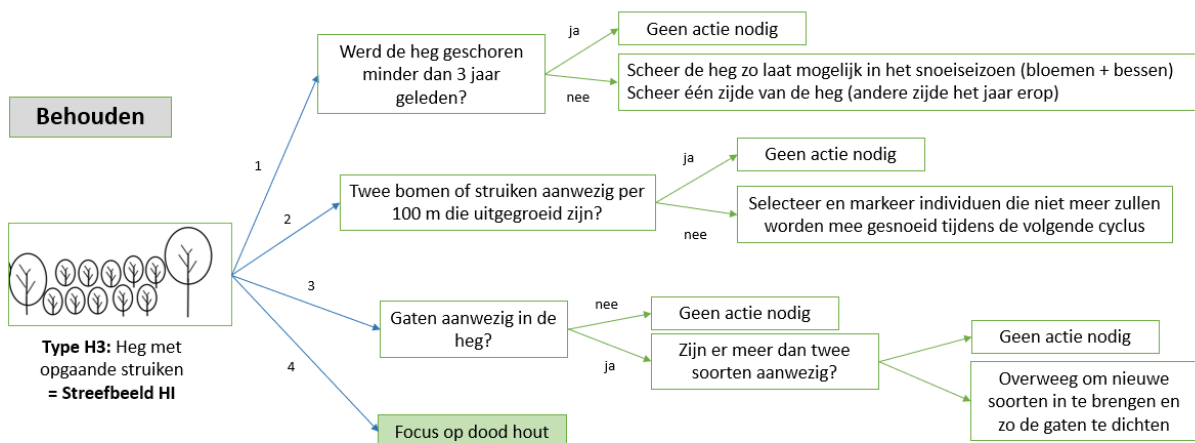 Behouden
Type H3: Heg met
opgaande struiken
= Streefbeeld HI
1
Werd de heg geschoren
minder dan 3 jaar
geleden?
ja
Geen actie nodig
nee
Scheer de heg zo laat mogelijk in het snoeiseizoen (bloemen + bessen)
Scheer één zijde van de heg (andere zijde het jaar erop)
2
Twee bomen of struiken aanwezig per
100 m die uitgegroeid zijn?
ja
Geen actie nodig
nee
Selecteer en markeer individuen die niet meer zullen
worden mee gesnoeid tijdens de volgende cyclus
3
Gaten aanwezig in de
heg?
nee
Geen actie nodig
ja
Zijn er meer dan twee
soorten aanwezig?
Geen actie nodig
Overweeg om nieuwe
soorten in te brengen en
zo de gaten te dichten
4
Focus op dood hout